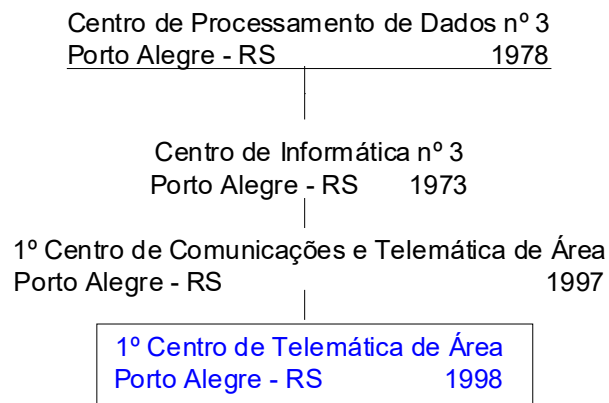 Centro de Processamento de Dados nº 3
Porto Alegre - RS 1978
Centro de Informática nº 3
Porto Alegre - RS 1973
1º Centro de Comunicações e Telemática de Área
Porto Alegre - RS 1997
1º Centro de Telemática de Área
Porto Alegre - RS 1998